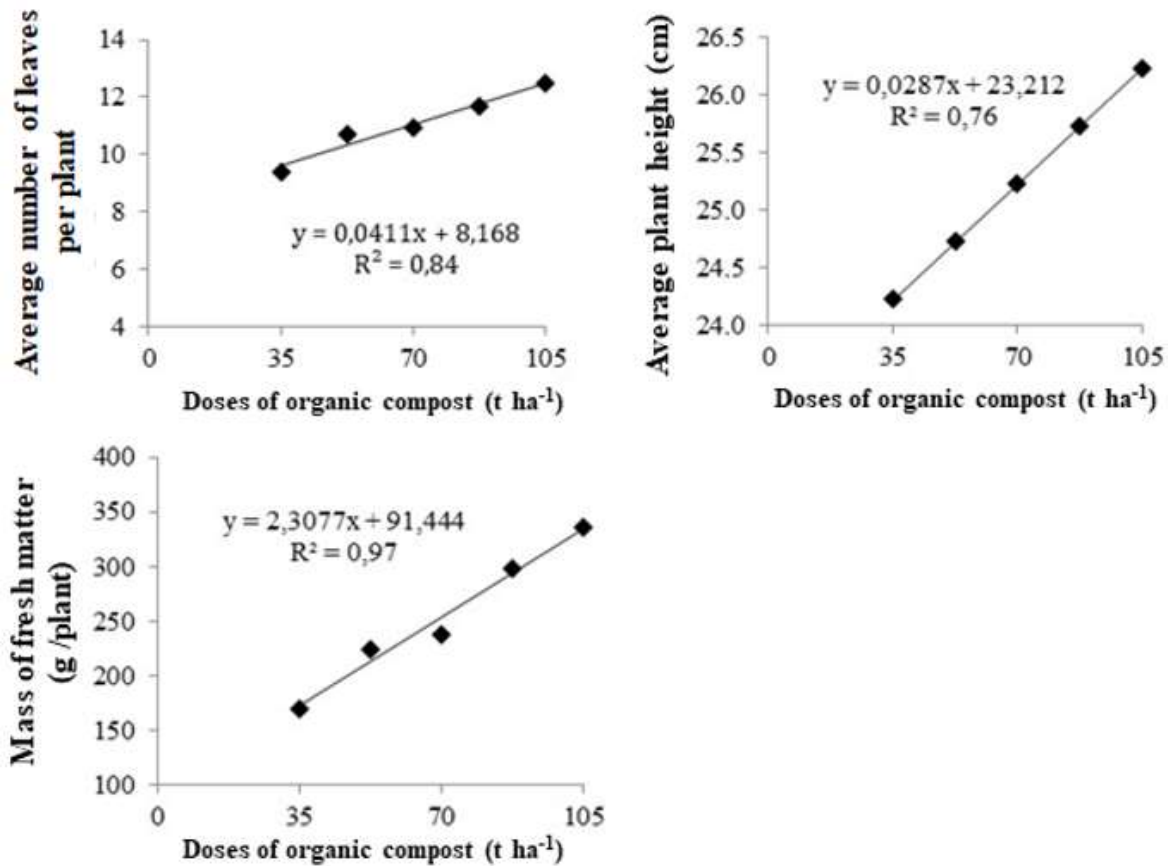 Average number of leaves
per plant
14
12
10
8
6
4
y = 0,0411x + 8,168
R² = 0,84
0 35 70 105
Doses of organic compost (t ha⁻¹)
Average plant height (cm)
26.5
26.0
25.5
25.0
24.5
24.0
y = 0,0287x + 23,212
R² = 0,76
0 35 70 105
Doses of organic compost (t ha⁻¹)
Mass of fresh matter
(g /plant)
400
350
300
250
200
150
100
y = 2,3077x + 91,444
R² = 0,97
0 35 70 105
Doses of organic compost (t ha⁻¹)